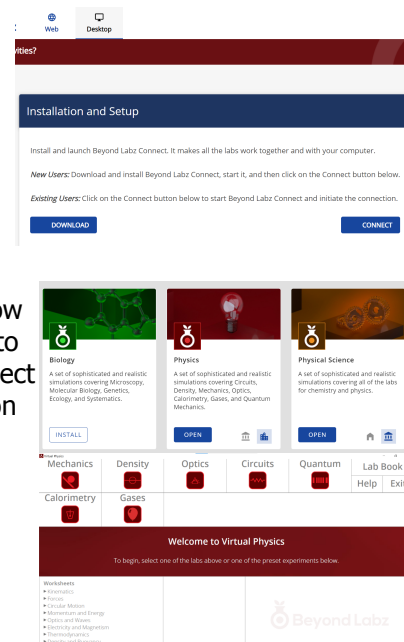 Web Desktop
vities?
Installation and Setup
Install and launch Beyond Labz Connect. It makes all the labs work together and with your computer.
New Users: Download and install Beyond Labz Connect, start it, and then click on the Connect button below.
Existing Users: Click on the Connect button below to start Beyond Labz Connect and initiate the connection.
DOWNLOAD CONNECT
ow
to
ect
on
Biology
A set of sophisticated and realistic
simulations covering Microscopy,
Molecular Biology, Genetics,
Ecology, and Systematics.
INSTALL
Physics
A set of sophisticated and realistic
simulations covering Circuits,
Density, Mechanics, Optics,
Calorimetry, Gases, and Quantum
Mechanics.
OPEN
Physical Science
A set of sophisticated and realistic
simulations covering all of the labs
for chemistry and physics.
OPEN
Virtual Physics
Mechanics Density Optics Circuits Quantum Lab Book
Help Exit
Calorimetry Gases
Welcome to Virtual Physics
To begin, select one of the labs above or one of the preset experiments below.
Worksheets
Kinematics
Forces
Circular Motion
Momentum and Energy
Optics and Waves
Electricity and Magnetism
Thermodynamics
Beyond Labz